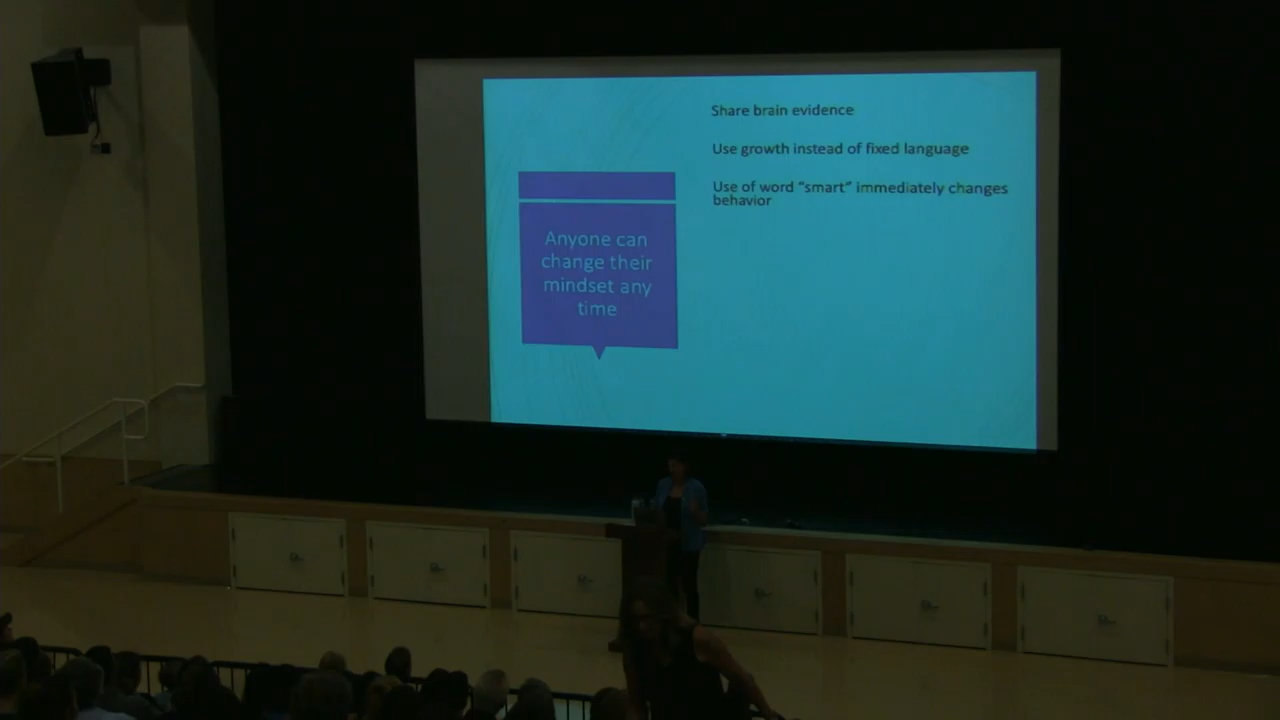 Share brain evidence
Use growth instead of fixed language
Use of word “smart” immediately changes
behavior
Anyone can
change their
mindset any
time